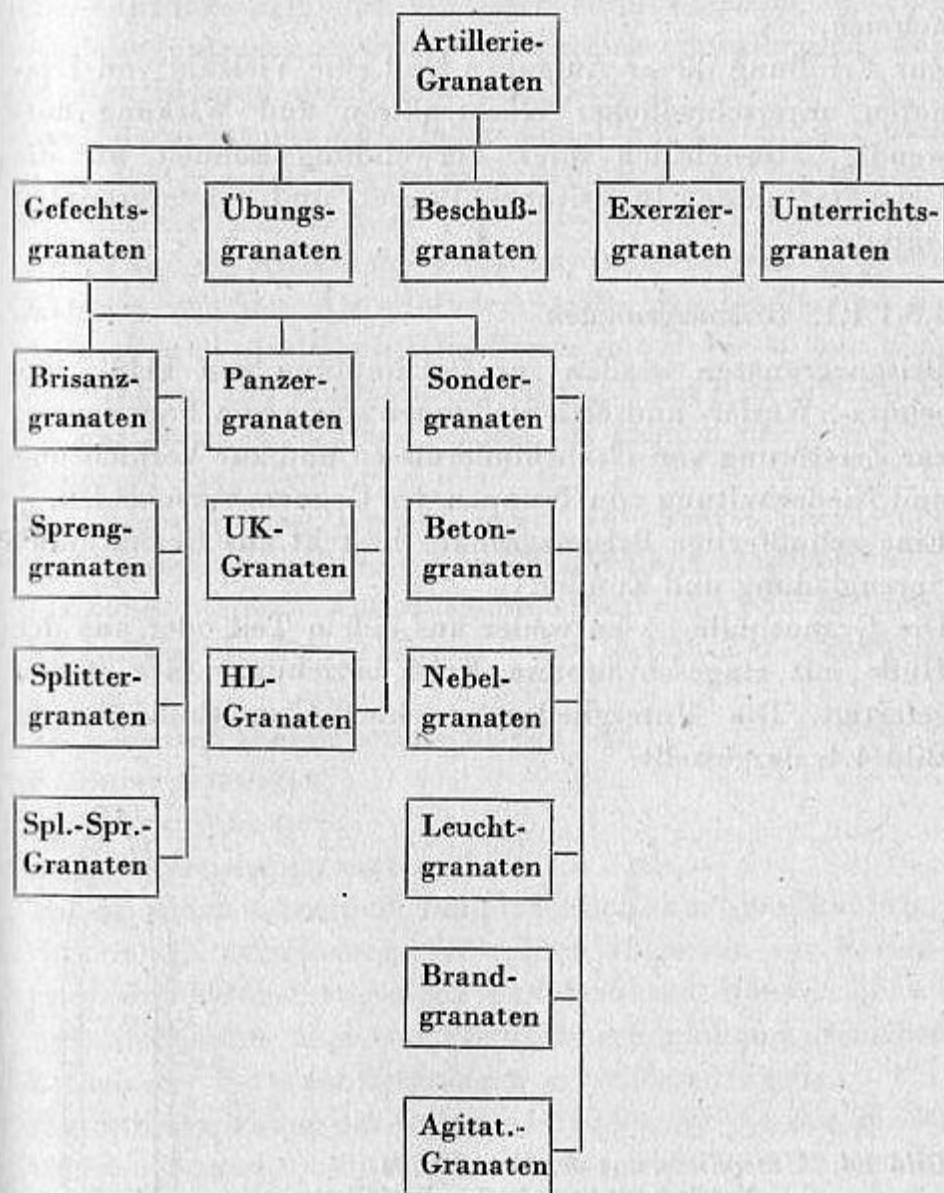 Artillerie-
Granaten
Gefechts-
granaten
Übungs-
granaten
Beschuß-
granaten
Exerzier-
granaten
Unterrichts-
granaten
Brisanz-
granaten
Panzer-
granaten
Sonder-
granaten
Spreng-
granaten
UK-
Granaten
Beton-
granaten
Splitter-
granaten
HL-
Granaten
Nebel-
granaten
Spl.-Spr.-
Granaten
Leucht-
granaten
Brand-
granaten
Agitat.-
Granaten